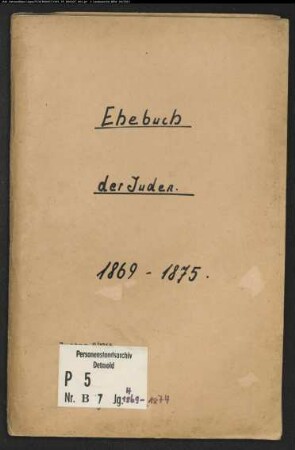 Ehebuch
der Juden.
1869 - 1875.
Personenstandsarchiv
Detmold
P 5
Nr. B 7 Jg. 1869 - 1874